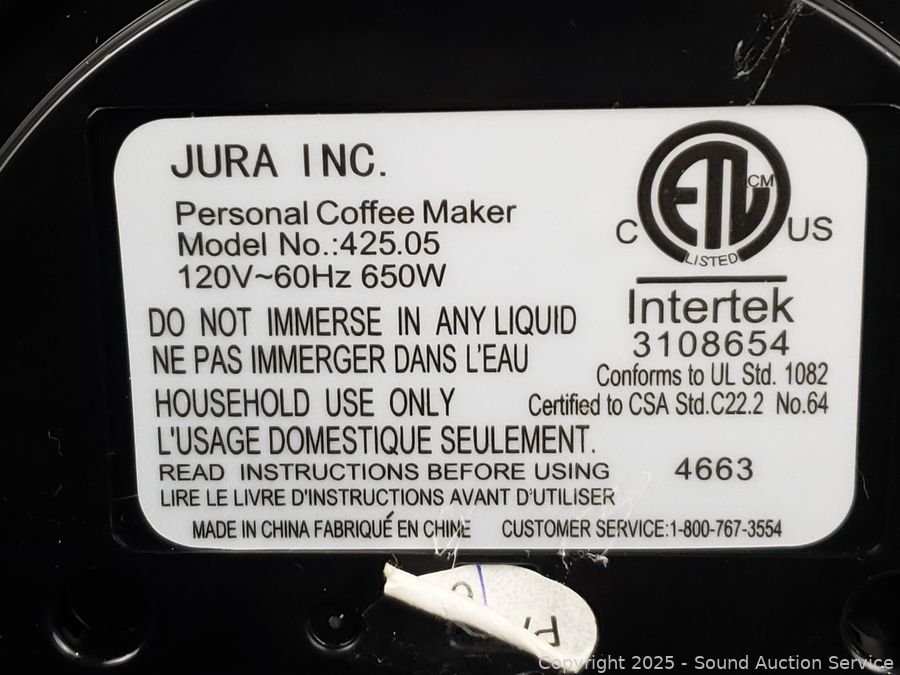 JURA INC.
Personal Coffee Maker
Model No.:425.05
120V~60Hz 650W
DO NOT IMMERSE IN ANY LIQUID
NE PAS IMMERGER DANS L'EAU
HOUSEHOLD USE ONLY
L'USAGE DOMESTIQUE SEULEMENT.
READ INSTRUCTIONS BEFORE USING
LIRE LE LIVRE D'INSTRUCTIONS AVANT D'UTILISER
MADE IN CHINA FABRIQUÉ EN CHINE CUSTOMER SERVICE:1-800-767-3554
ETL CM
C US
LISTED
Intertek
3108654
Conforms to UL Std. 1082
Certified to CSA Std.C22.2 No.64
4663
Copyright 2025 - Sound Auction Service